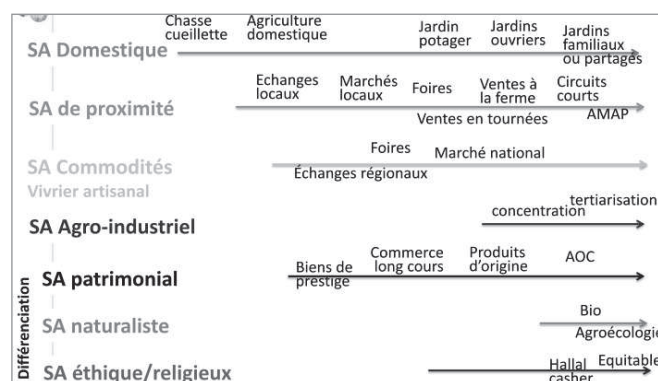 Chasse
cueillette
Agriculture
domestique
Jardin
potager
Jardins
ouvriers
Jardins
familiaux
ou partagés
SA Domestique
Echanges
locaux
Marchés
locaux
Foires
Ventes à
la ferme
Circuits
courts
SA de proximité
Ventes en tournées
AMAP
Foires
Marché national
SA Commodités
Échanges régionaux
Vivrier artisanal
tertiarisation
concentration
SA Agro-industriel
Biens de
prestige
Commerce
long cours
Produits
d'origine
AOC
SA patrimonial
Différenciation
Bio
SA naturaliste
Agroécologie
Hallal
casher
Equitable
SA éthique/religieux